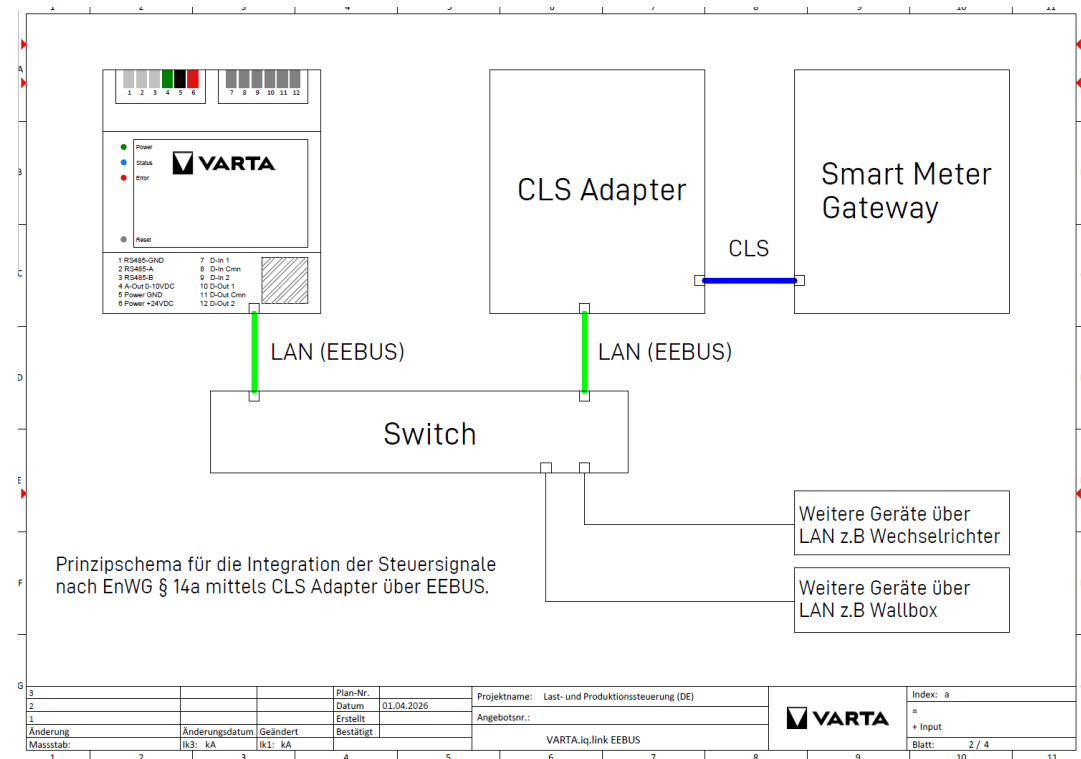 1 2 3 4 5 6 7 8 9 10 11
A
1 2 3 4 5 6
7 8 9 10 11 12
Power
Status
Error
VARTA
Reset
1 RS485-GND
2 RS485-A
3 RS485-B
4 A-Out 0-10VDC
5 Power GND
6 Power +24VDC
7 D-In 1
8 D-In Cmn
9 D-In 2
10 D-Out 1
11 D-Out Cmn
12 D-Out 2
CLS Adapter
Smart Meter
Gateway
CLS
B
C
LAN (EEBUS)
LAN (EEBUS)
D
Switch
E
Weitere Geräte über
LAN z.B Wechselrichter
Weitere Geräte über
LAN z.B Wallbox
Prinzipschema für die Integration der Steuersignale
nach EnWG § 14a mittels CLS Adapter über EEBUS.
F
G
3
2
1
Änderung Änderungsdatum Geändert
Massstab: Ik3: kA Ik1: kA
Plan-Nr.
Datum 01.04.2026
Erstellt
Bestätigt
Projektname: Last- und Produktionssteuerung (DE)
Angebotsnr.:
VARTA.iq.link EEBUS
VARTA
Index: a
=
+ Input
Blatt: 2 / 4
1 2 3 4 5 6 7 8 9 10 11